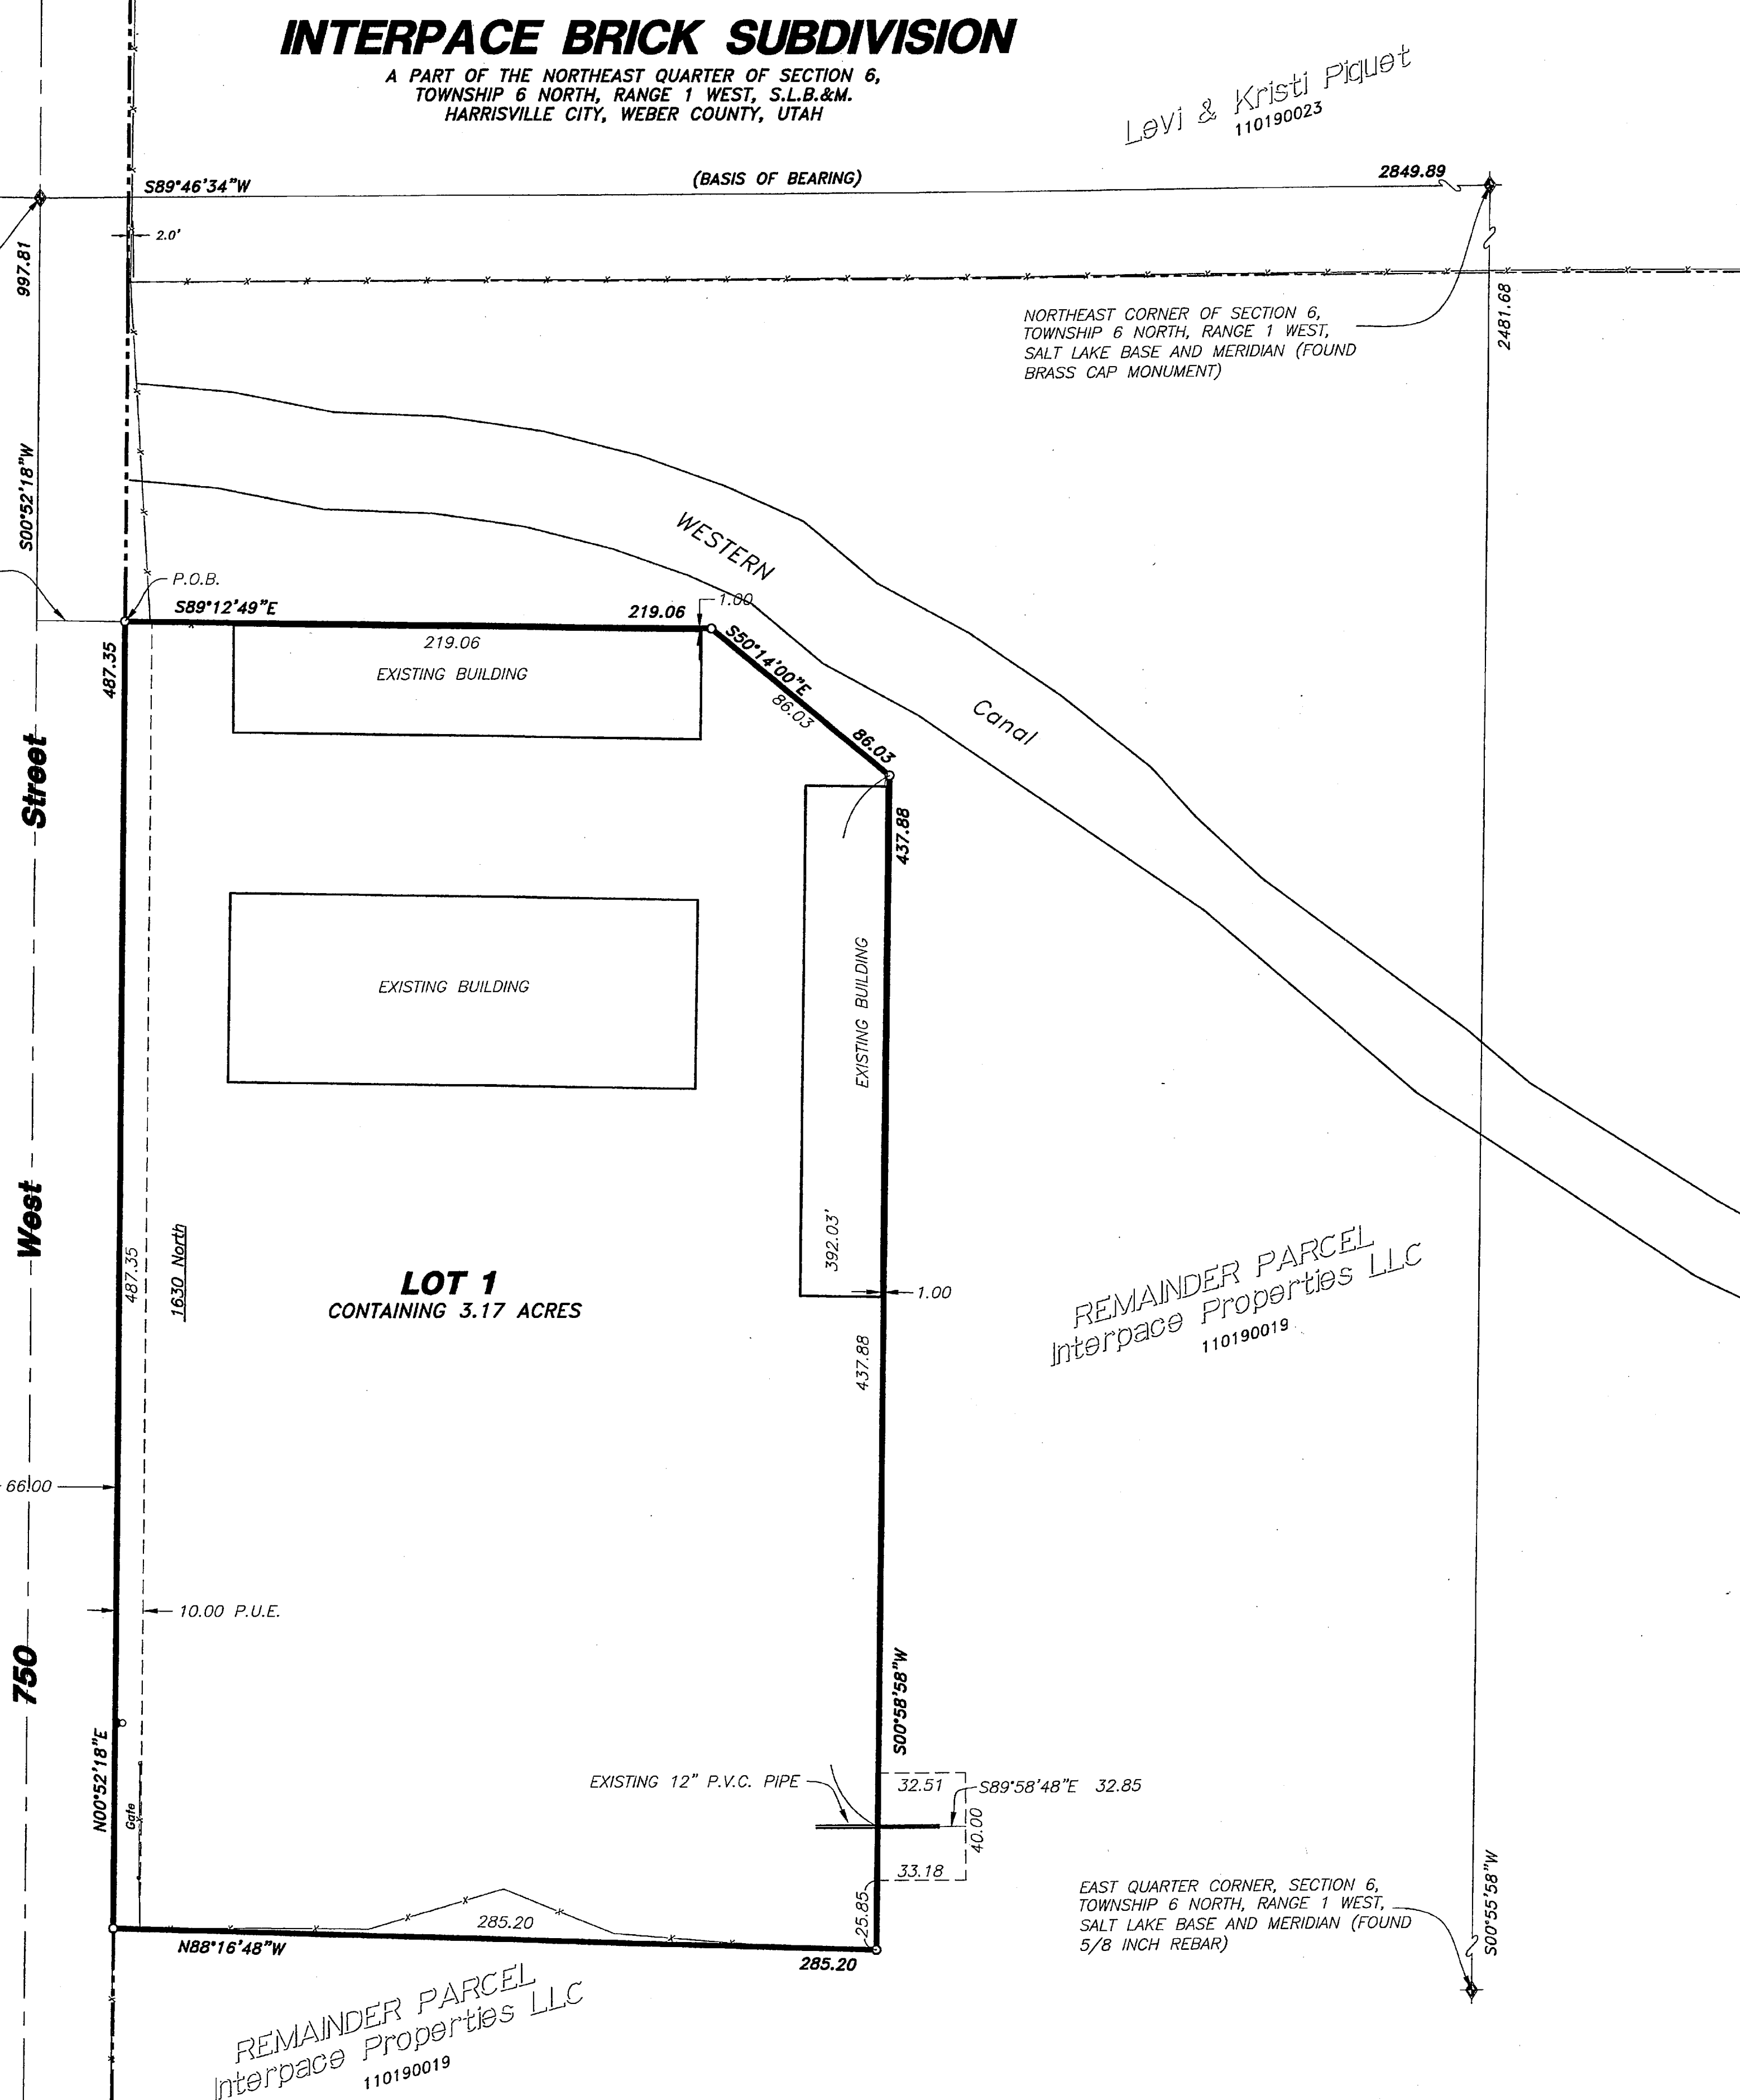 INTERPACE BRICK SUBDIVISION
A PART OF THE NORTHEAST QUARTER OF SECTION 6,
TOWNSHIP 6 NORTH, RANGE 1 WEST, S.L.B.&M.
HARRISVILLE CITY, WEBER COUNTY, UTAH
Levi & Kristi Piquet
110190023
S89°46'34"W
(BASIS OF BEARING)
2849.89
2.0'
997.81
S00°52'18"W
2481.68
NORTHEAST CORNER OF SECTION 6,
TOWNSHIP 6 NORTH, RANGE 1 WEST,
SALT LAKE BASE AND MERIDIAN (FOUND
BRASS CAP MONUMENT)
WESTERN
Canal
P.O.B.
S89°12'49"E
219.06
1.00
219.06
EXISTING BUILDING
487.35
S50°14'00"E
86.03
86.03
437.88
Street
EXISTING BUILDING
EXISTING BUILDING
392.03'
West
487.35
1630 North
LOT 1
CONTAINING 3.17 ACRES
1.00
437.88
REMAINDER PARCEL
Interpace Properties LLC
110190019
66.00
10.00 P.U.E.
750
N00°52'18"E
Gate
S00°58'58"W
EXISTING 12" P.V.C. PIPE
32.51
S89°58'48"E 32.85
40.00
33.18
25.85
285.20
N88°16'48"W
285.20
EAST QUARTER CORNER, SECTION 6,
TOWNSHIP 6 NORTH, RANGE 1 WEST,
SALT LAKE BASE AND MERIDIAN (FOUND
5/8 INCH REBAR)
S00°55'58"W
REMAINDER PARCEL
Interpace Properties LLC
110190019